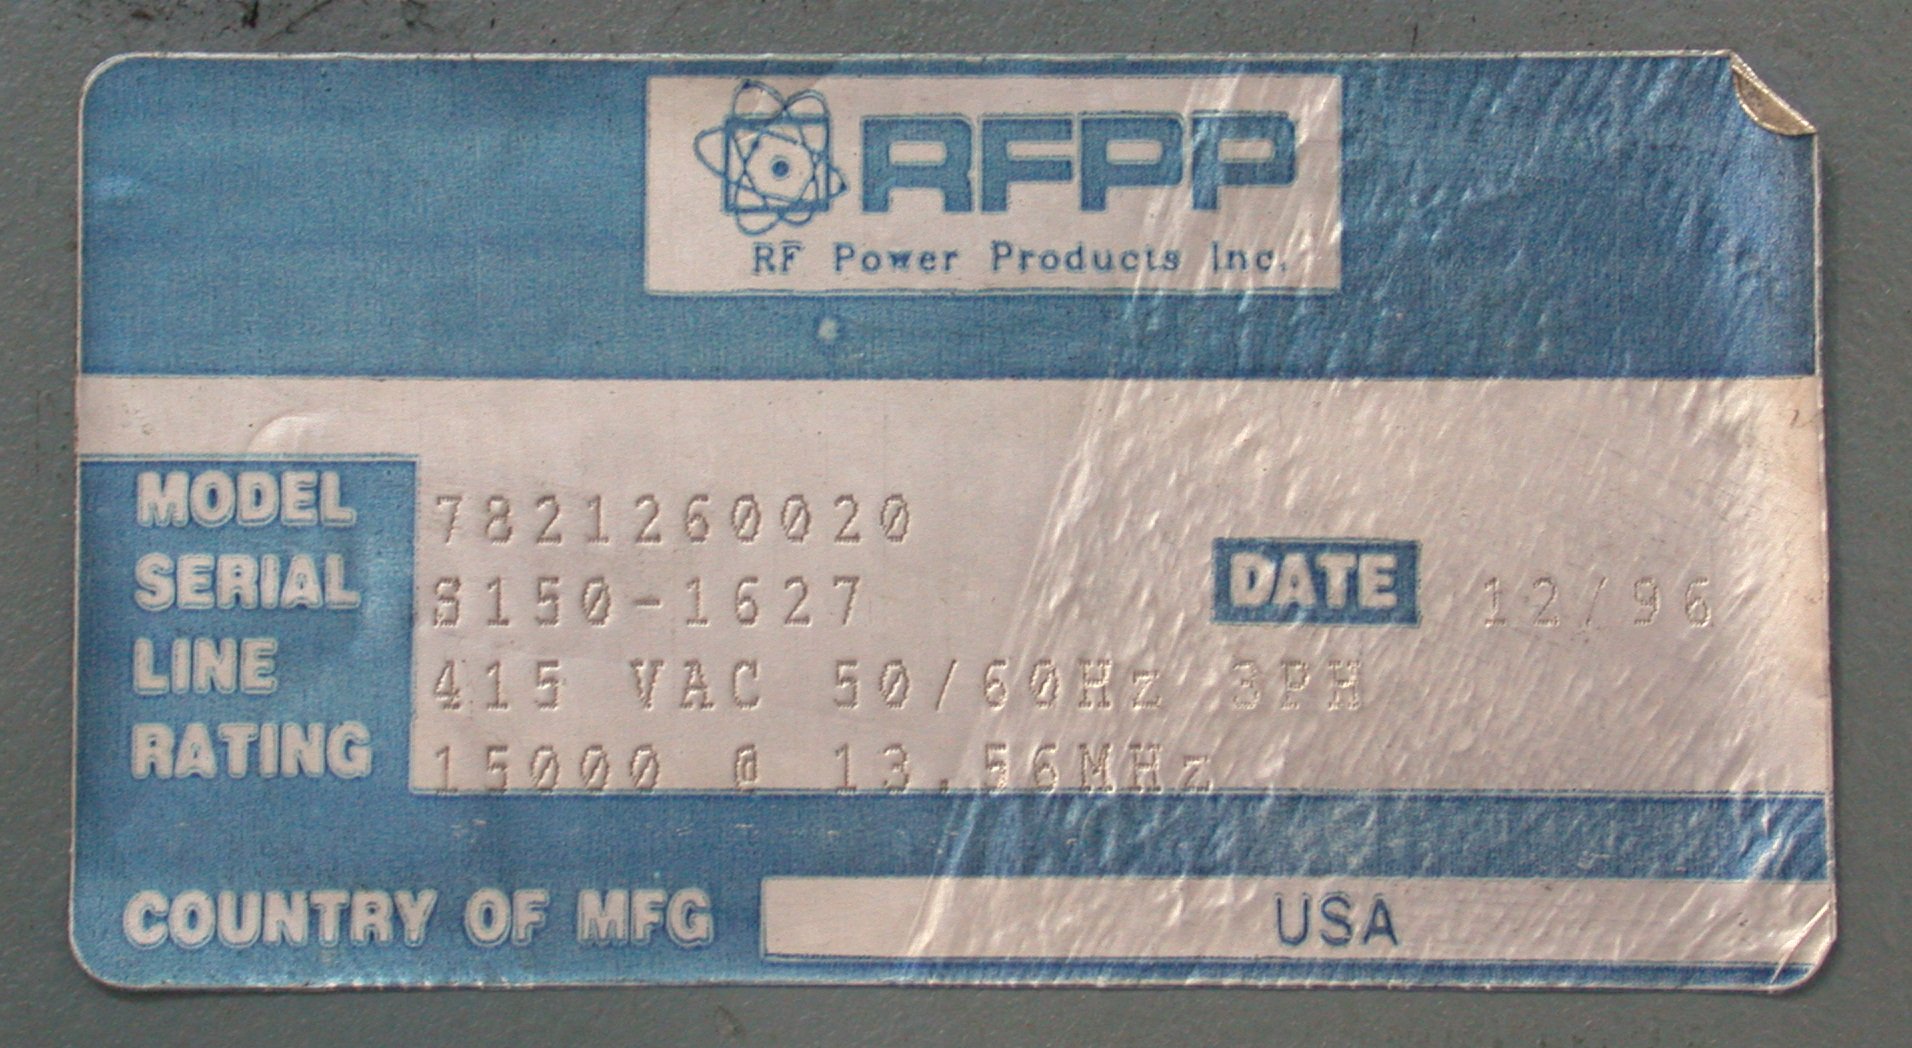 RFPP
RF Power Products Inc.
MODEL 7821260020
SERIAL S150-1627
DATE 12/96
LINE 415 VAC 50/60Hz 3PH
RATING 15000 @ 13.56MHz
COUNTRY OF MFG USA